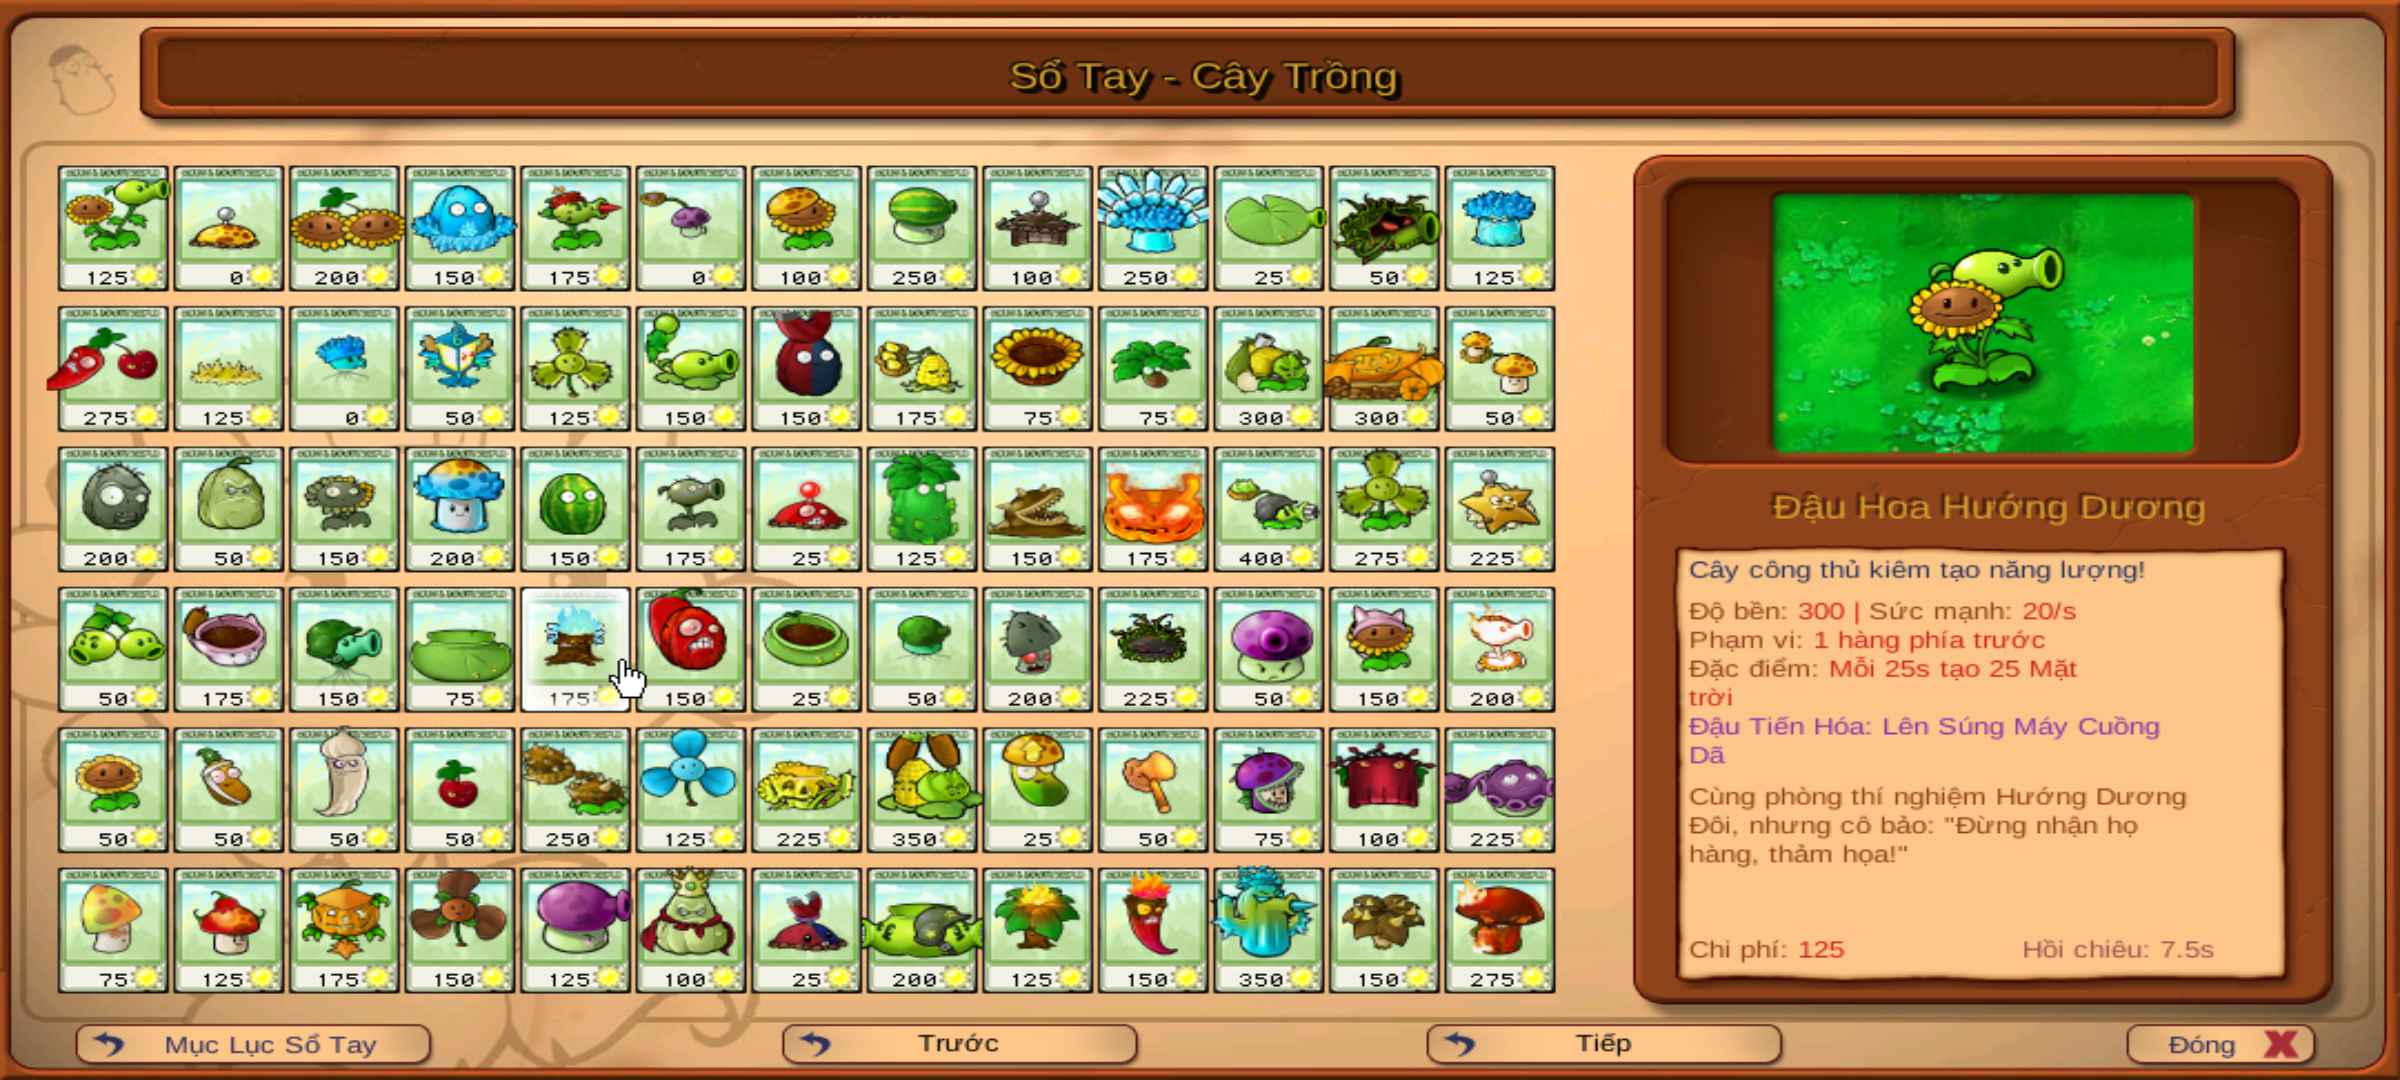 Sổ Tay - Cây Trồng
125 0 200 150 175 0 100 250 100 250 25 50 125
275 125 0 50 125 150 150 175 75 75 300 300 50
200 50 150 200 150 175 25 125 150 175 400 275 225
50 175 150 75 175 150 25 50 200 225 50 150 200
50 50 50 50 250 125 225 350 25 50 75 100 225
75 125 175 150 125 100 25 200 125 150 350 150 275
Đậu Hoa Hướng Dương
Cây công thủ kiêm tạo năng lượng!
Độ bền: 300 | Sức mạnh: 20/s
Phạm vi: 1 hàng phía trước
Đặc điểm: Mỗi 25s tạo 25 Mặt
trời
Đậu Tiến Hóa: Lên Súng Máy Cuồng
Dã
Cùng phòng thí nghiệm Hướng Dương
Đôi, nhưng cô bảo: "Đừng nhận họ
hàng, thảm họa!"
Chi phí: 125 Hồi chiêu: 7.5s
Mục Lục Sổ Tay Trước Tiếp Đóng